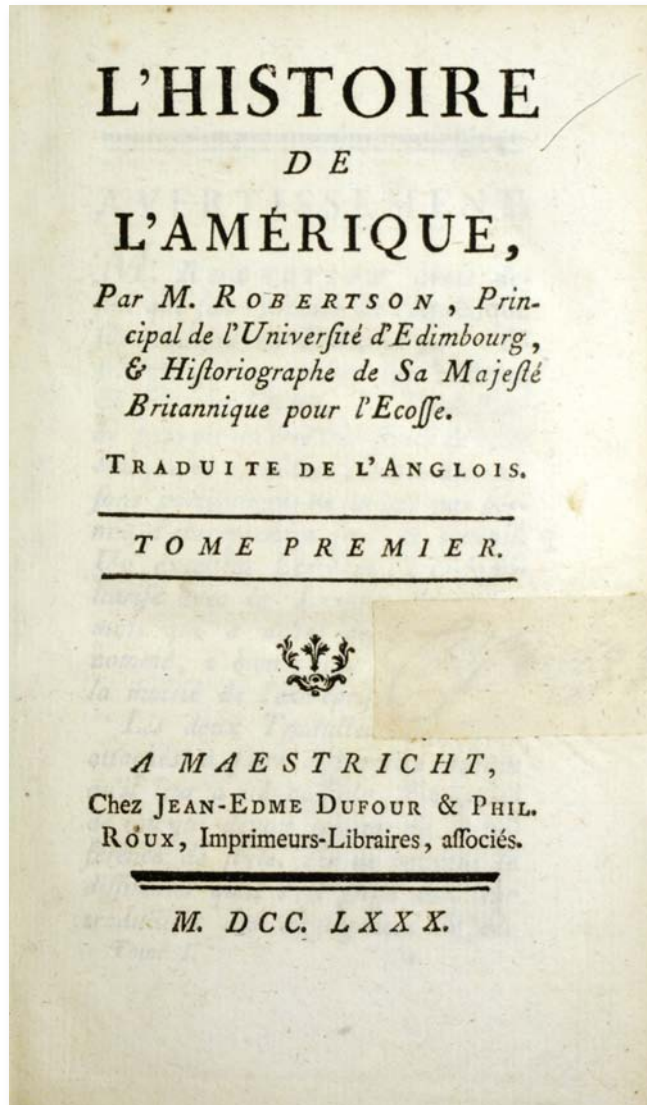 L'HISTOIRE
DE
L'AMÉRIQUE,
Par M. ROBERTSON, Prin-
cipal de l'Univerſité d'Edimbourg,
& Hiſtoriographe de Sa Majeſté
Britannique pour l'Ecoſſe.
TRADUITE DE L'ANGLOIS.
TOME PREMIER.
A MAESTRICHT,
Chez JEAN-EDME DUFOUR & PHIL.
ROUX, Imprimeurs-Libraires, aſſociés.
M. DCC. LXXX.